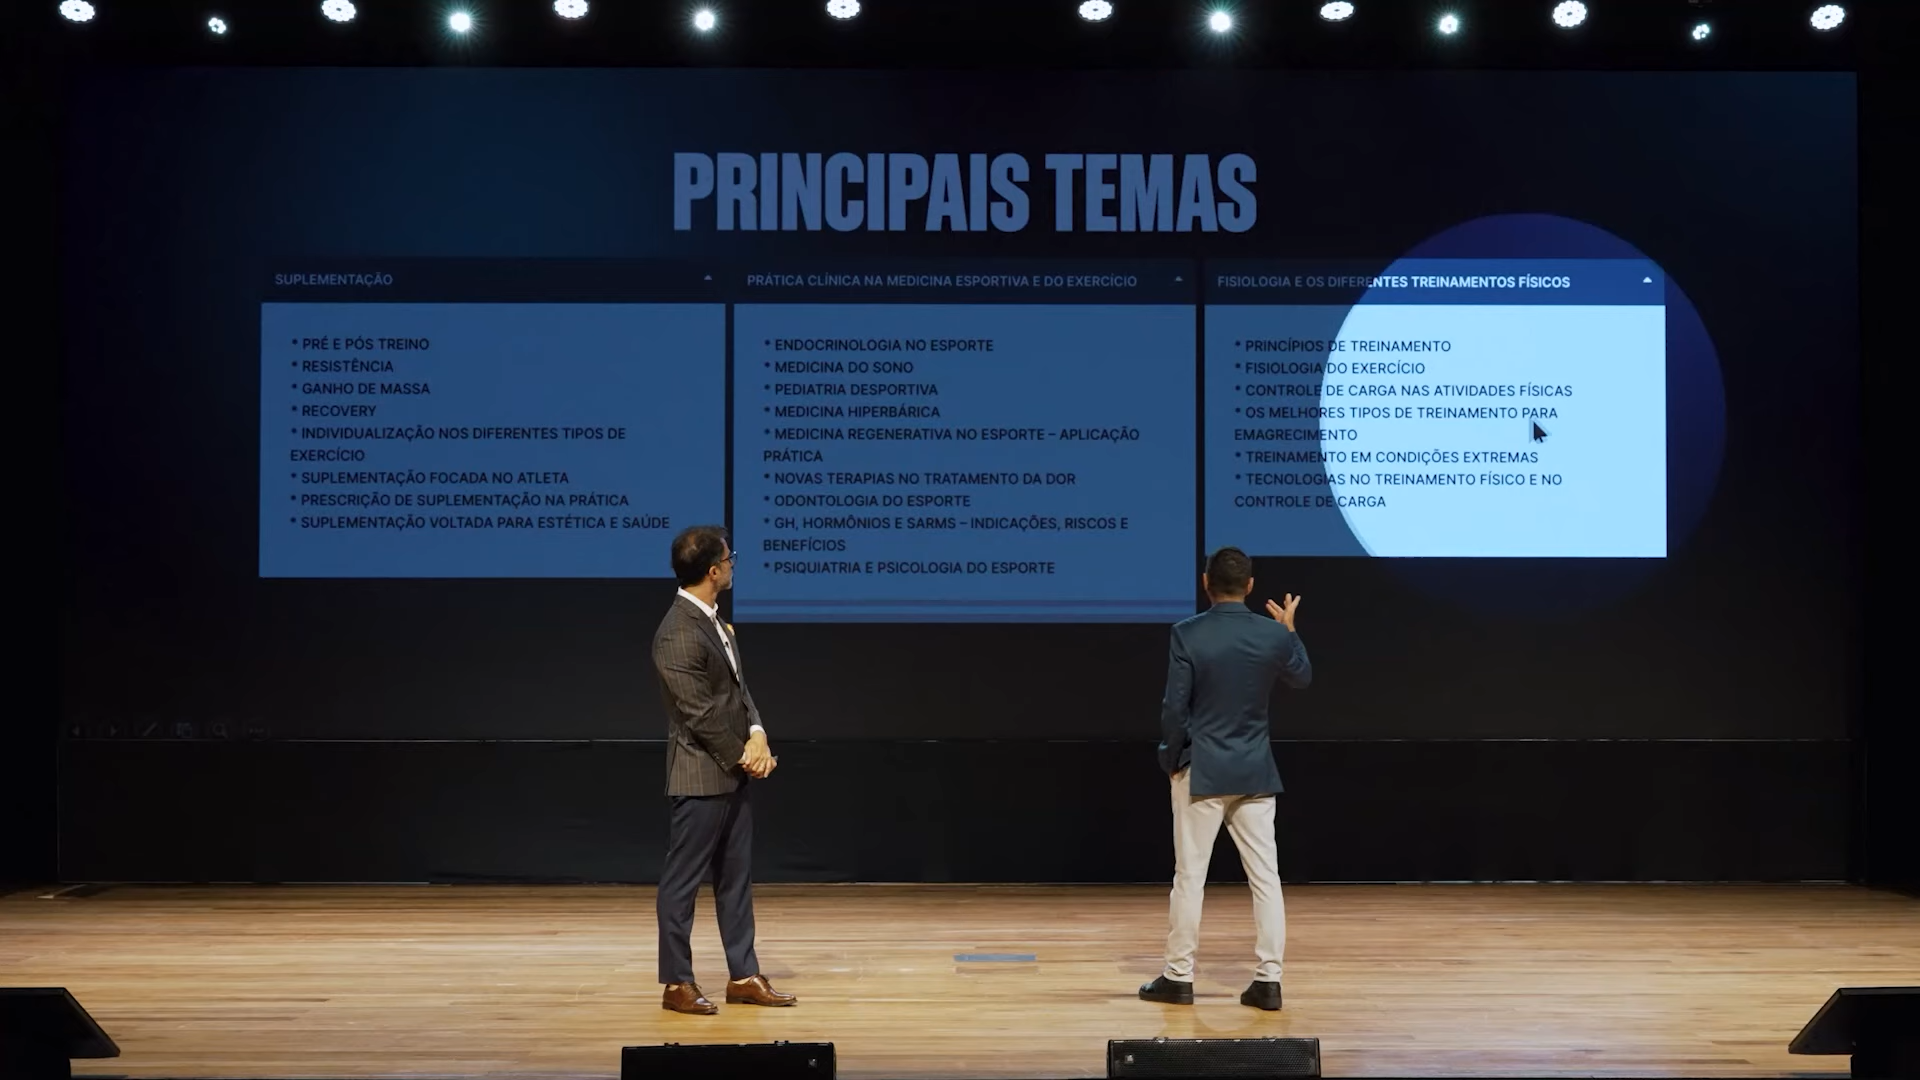 PRINCIPAIS TEMAS
SUPLEMENTAÇÃO
* PRÉ E PÓS TREINO
* RESISTÊNCIA
* GANHO DE MASSA
* RECOVERY
* INDIVIDUALIZAÇÃO NOS DIFERENTES TIPOS DE
EXERCÍCIO
* SUPLEMENTAÇÃO FOCADA NO ATLETA
* PRESCRIÇÃO DE SUPLEMENTAÇÃO NA PRÁTICA
* SUPLEMENTAÇÃO VOLTADA PARA ESTÉTICA E SAÚDE
PRÁTICA CLÍNICA NA MEDICINA ESPORTIVA E DO EXERCÍCIO
* ENDOCRINOLOGIA NO ESPORTE
* MEDICINA DO SONO
* PEDIATRIA DESPORTIVA
* MEDICINA HIPERBÁRICA
* MEDICINA REGENERATIVA NO ESPORTE – APLICAÇÃO
PRÁTICA
* NOVAS TERAPIAS NO TRATAMENTO DA DOR
* ODONTOLOGIA DO ESPORTE
* GH, HORMÔNIOS E SARMS – INDICAÇÕES, RISCOS E
BENEFÍCIOS
* PSIQUIATRIA E PSICOLOGIA DO ESPORTE
FISIOLOGIA E OS DIFERENTES TREINAMENTOS FÍSICOS
* PRINCÍPIOS DE TREINAMENTO
* FISIOLOGIA DO EXERCÍCIO
* CONTROLE DE CARGA NAS ATIVIDADES FÍSICAS
* OS MELHORES TIPOS DE TREINAMENTO PARA
EMAGRECIMENTO
* TREINAMENTO EM CONDIÇÕES EXTREMAS
* TECNOLOGIAS NO TREINAMENTO FÍSICO E NO
CONTROLE DE CARGA